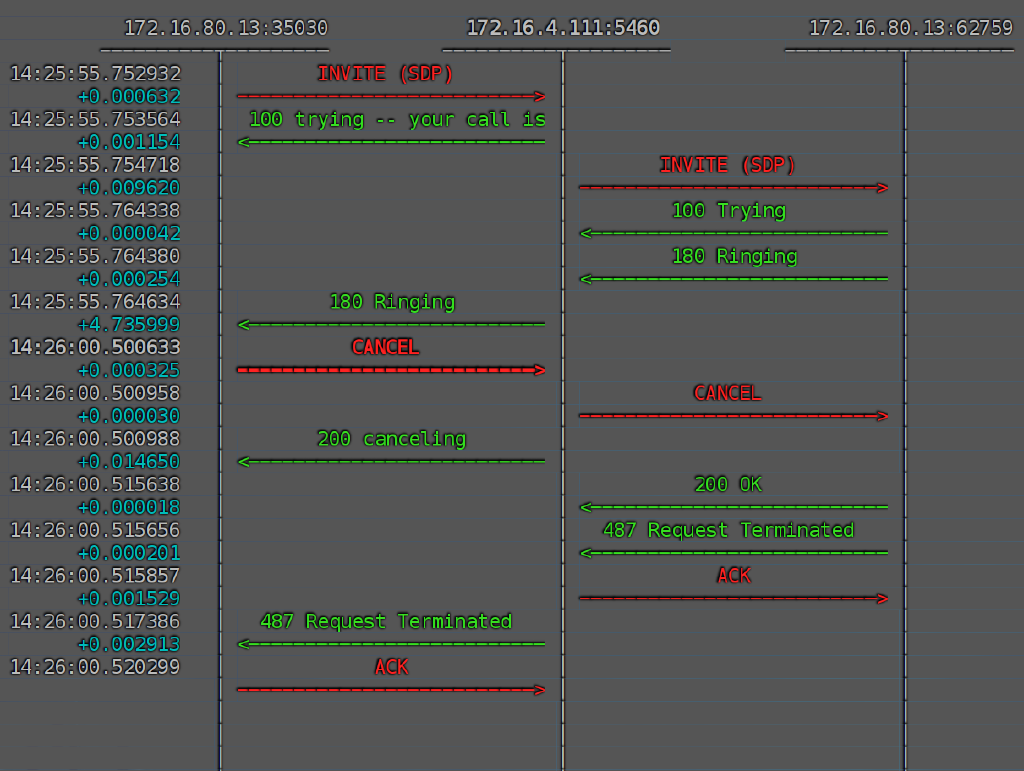 172.16.80.13:35030 172.16.4.111:5460 172.16.80.13:62759
14:25:55.752932 INVITE (SDP)
+0.000632
14:25:55.753564 100 trying -- your call is
+0.001154
14:25:55.754718 INVITE (SDP)
+0.009620
14:25:55.764338 100 Trying
+0.000042
14:25:55.764380 180 Ringing
+0.000254
14:25:55.764634 180 Ringing
+4.735999
14:26:00.500633 CANCEL
+0.000325
14:26:00.500958 CANCEL
+0.000030
14:26:00.500988 200 canceling
+0.014650
14:26:00.515638 200 OK
+0.000018
14:26:00.515656 487 Request Terminated
+0.000201
14:26:00.515857 ACK
+0.001529
14:26:00.517386 487 Request Terminated
+0.002913
14:26:00.520299 ACK